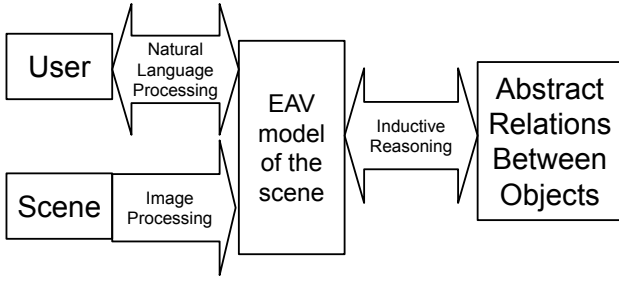 User
Natural
Language
Processing
EAV
model
of the
scene
Inductive
Reasoning
Abstract
Relations
Between
Objects
Scene
Image
Processing